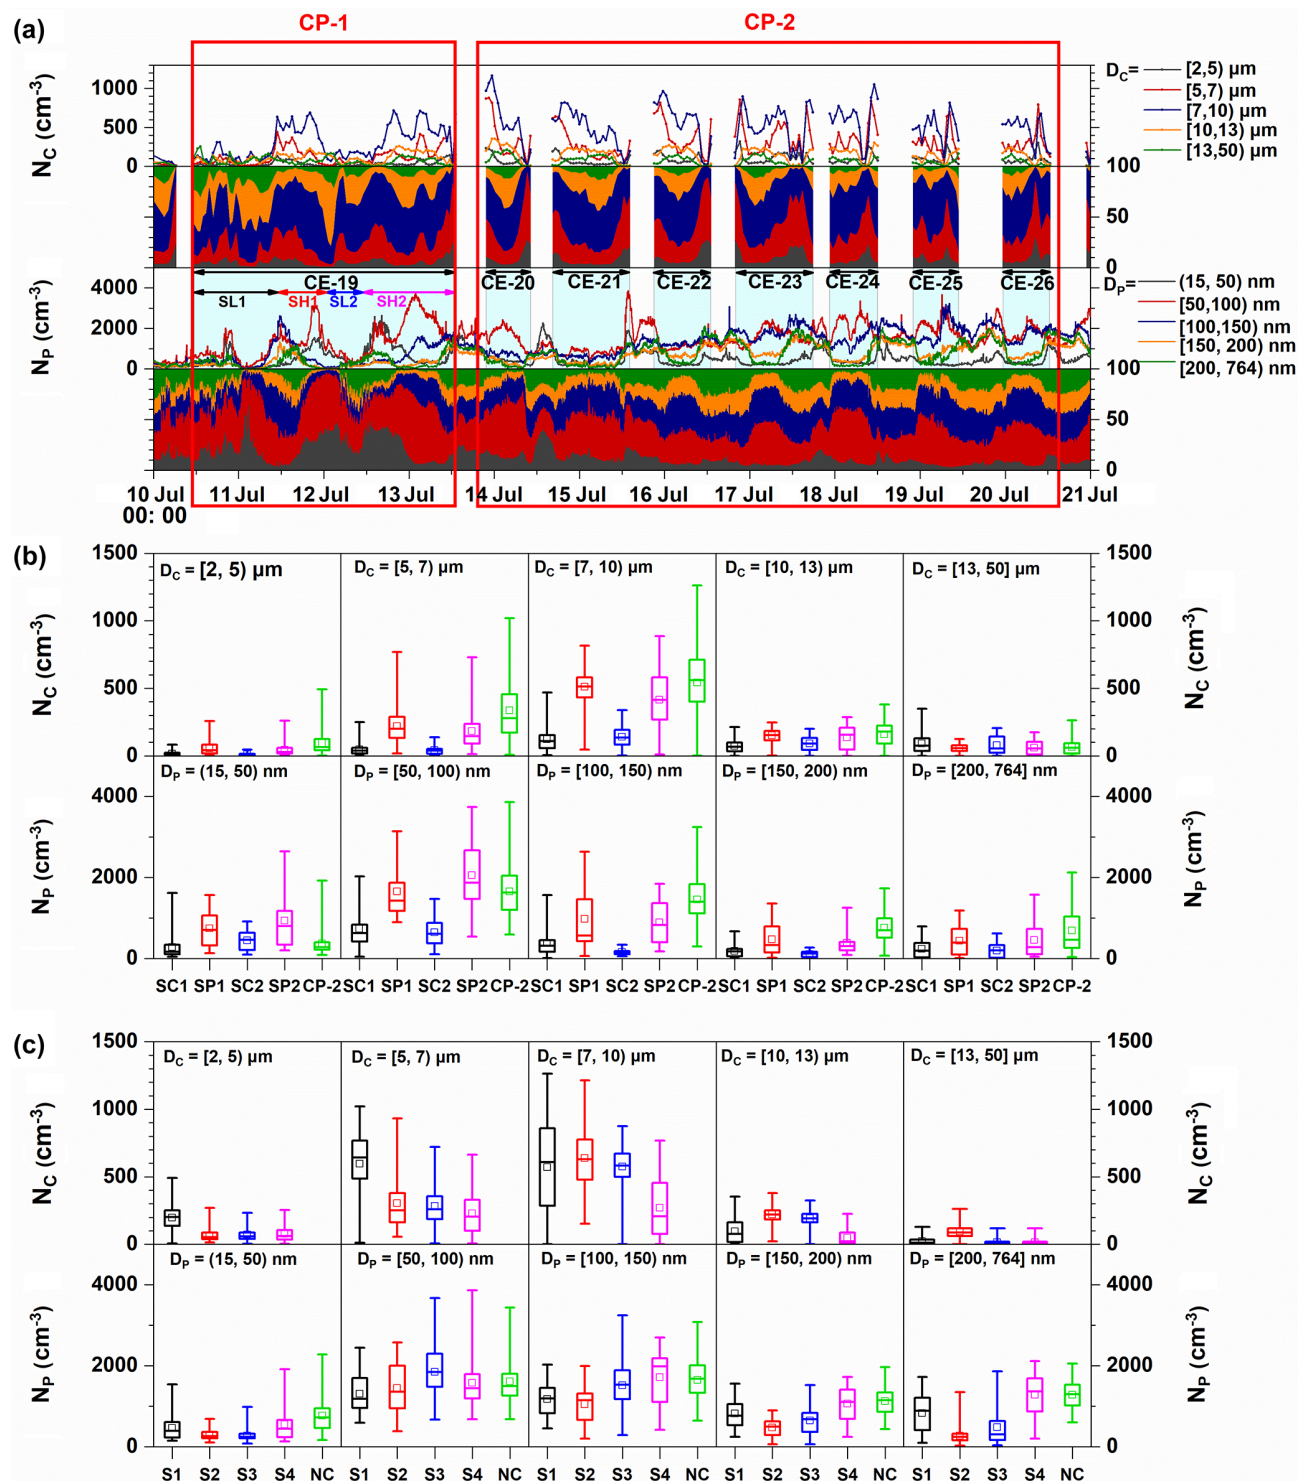 (a)
CP-1
CP-2
N_C (cm⁻³)
1000
500
0
100
50
0
D_C= [2,5) µm
[5,7) µm
[7,10) µm
[10,13) µm
[13,50) µm
N_P (cm⁻³)
4000
2000
0
100
50
0
CE-19 CE-20 CE-21 CE-22 CE-23 CE-24 CE-25 CE-26
SL1 SH1 SL2 SH2
D_P= (15, 50) nm
[50,100) nm
[100,150) nm
[150, 200) nm
[200, 764) nm
10 Jul 11Jul 12 Jul 13 Jul 14 Jul 15 Jul 16 Jul 17 Jul 18 Jul 19 Jul 20 Jul 21 Jul
00: 00
(b)
1500 1500
D_C = [2, 5) µm D_C = [5, 7) µm D_C = [7, 10) µm D_C = [10, 13) µm D_C = [13, 50] µm
1000 1000
N_C (cm⁻³) N_C (cm⁻³)
500 500
0 0
D_P = (15, 50) nm D_P = [50, 100) nm D_P = [100, 150) nm D_P = [150, 200) nm D_P = [200, 764] nm
4000 4000
N_P (cm⁻³) N_P (cm⁻³)
2000 2000
0 0
SC1 SP1 SC2 SP2 CP-2 SC1 SP1 SC2 SP2 CP-2 SC1 SP1 SC2 SP2 CP-2 SC1 SP1 SC2 SP2 CP-2 SC1 SP1 SC2 SP2 CP-2
(c)
1500 1500
D_C = [2, 5) µm D_C = [5, 7) µm D_C = [7, 10) µm D_C = [10, 13) µm D_C = [13, 50] µm
1000 1000
N_C (cm⁻³) N_C (cm⁻³)
500 500
0 0
D_P = (15, 50) nm D_P = [50, 100) nm D_P = [100, 150) nm D_P = [150, 200) nm D_P = [200, 764] nm
4000 4000
N_P (cm⁻³) N_P (cm⁻³)
2000 2000
0 0
S1 S2 S3 S4 NC S1 S2 S3 S4 NC S1 S2 S3 S4 NC S1 S2 S3 S4 NC S1 S2 S3 S4 NC